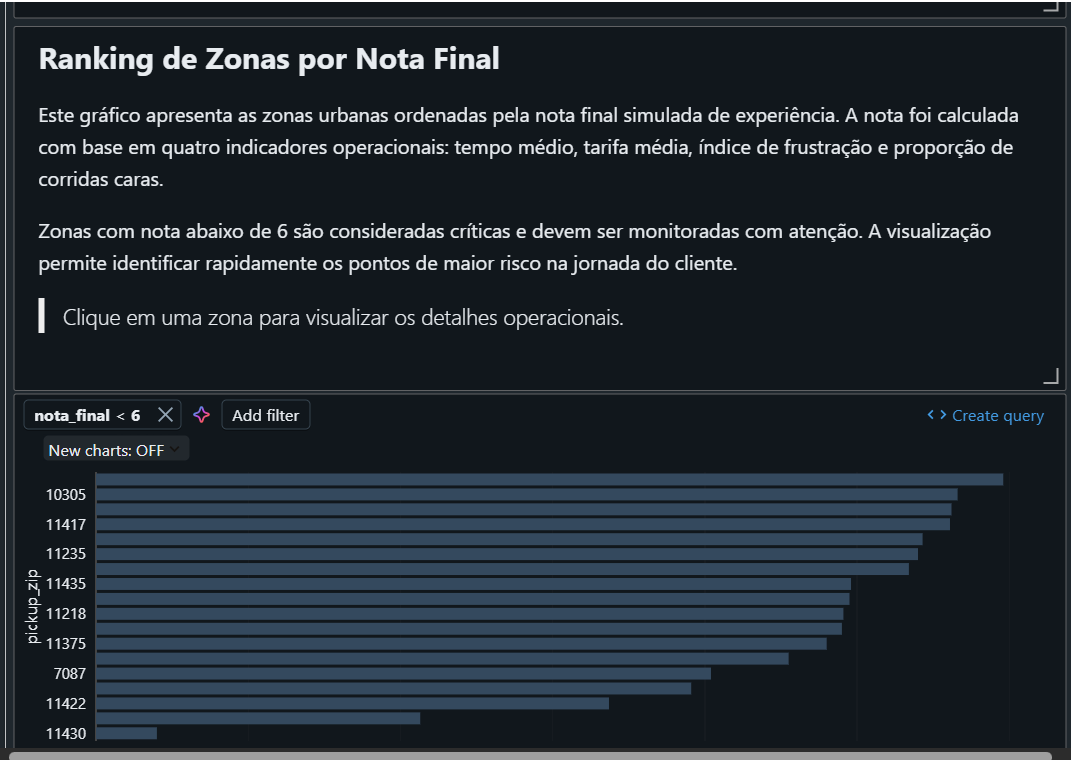 Ranking de Zonas por Nota Final
Este gráfico apresenta as zonas urbanas ordenadas pela nota final simulada de experiência. A nota foi calculada
com base em quatro indicadores operacionais: tempo médio, tarifa média, índice de frustração e proporção de
corridas caras.
Zonas com nota abaixo de 6 são consideradas críticas e devem ser monitoradas com atenção. A visualização
permite identificar rapidamente os pontos de maior risco na jornada do cliente.
Clique em uma zona para visualizar os detalhes operacionais.
nota_final < 6
Add filter
Create query
New charts: OFF
pickup_zip
10305
11417
11235
11435
11218
11375
7087
11422
11430